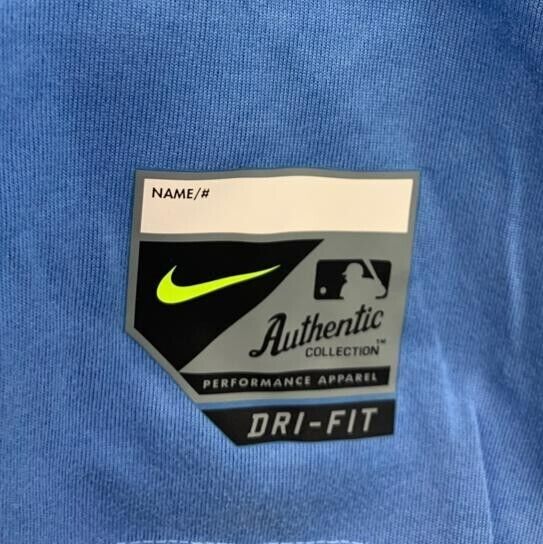 NAME/#
Authentic
COLLECTION™
PERFORMANCE APPAREL
DRI-FIT